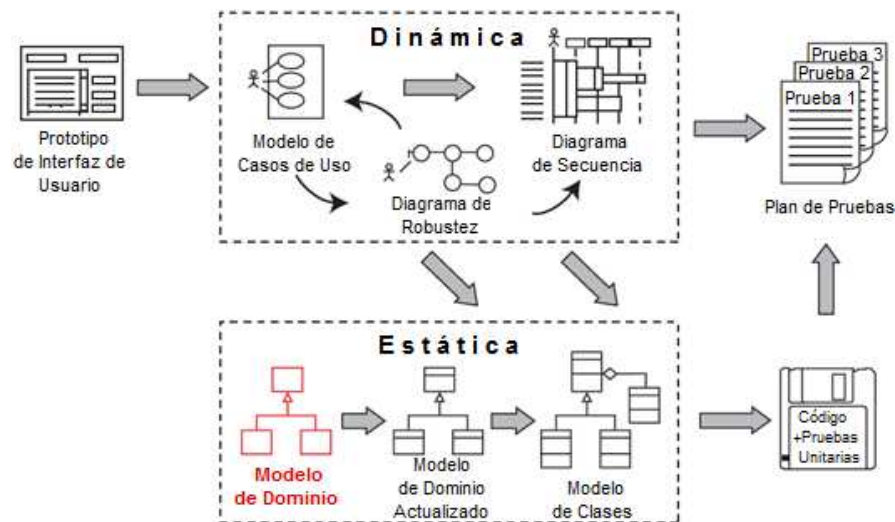 Dinámica
Prototipo
de Interfaz de
Usuario
Modelo de
Casos de Uso
Diagrama de
Robustez
Diagrama
de Secuencia
Prueba 3
Prueba 2
Prueba 1
Plan de Pruebas
Estática
Modelo
de Dominio
Modelo
de Dominio
Actualizado
Modelo
de Clases
Código
+Pruebas
Unitarias